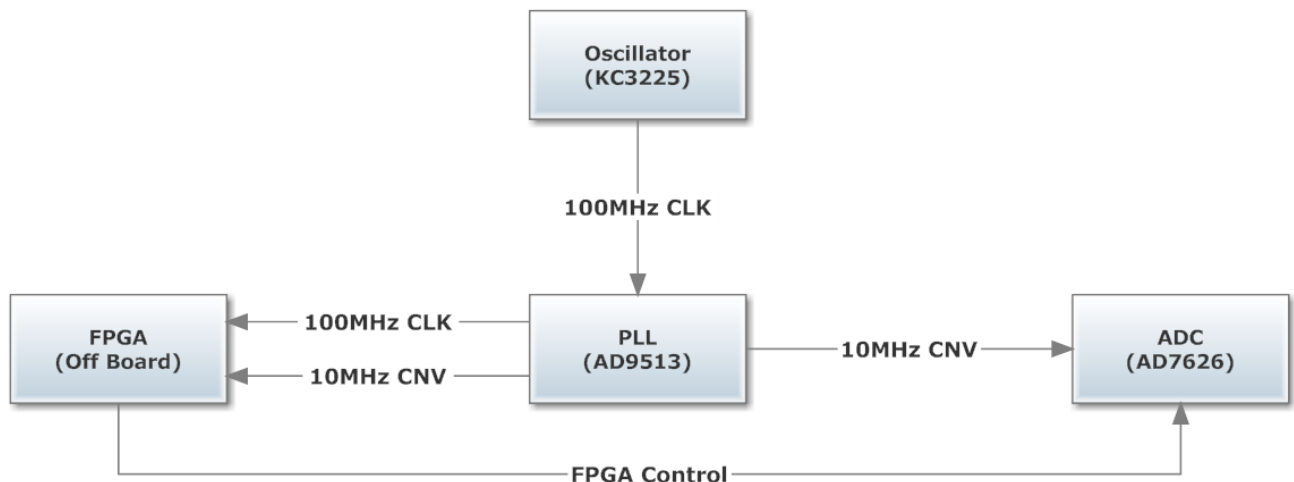 Oscillator
(KC3225)
100MHz CLK
FPGA
(Off Board)
100MHz CLK
10MHz CNV
PLL
(AD9513)
10MHz CNV
ADC
(AD7626)
FPGA Control